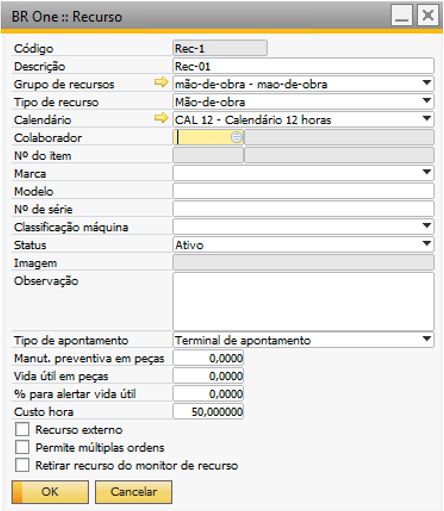 BR One :: Recurso
Código Rec-1
Descrição Rec-01
Grupo de recursos mão-de-obra - mao-de-obra
Tipo de recurso Mão-de-obra
Calendário CAL 12 - Calendário 12 horas
Colaborador
Nº do item
Marca
Modelo
Nº de série
Classificação máquina
Status Ativo
Imagem
Observação
Tipo de apontamento Terminal de apontamento
Manut. preventiva em peças 0,0000
Vida útil em peças 0,0000
% para alertar vida útil 0,0000
Custo hora 50,000000
Recurso externo
Permite múltiplas ordens
Retirar recurso do monitor de recurso
OK Cancelar